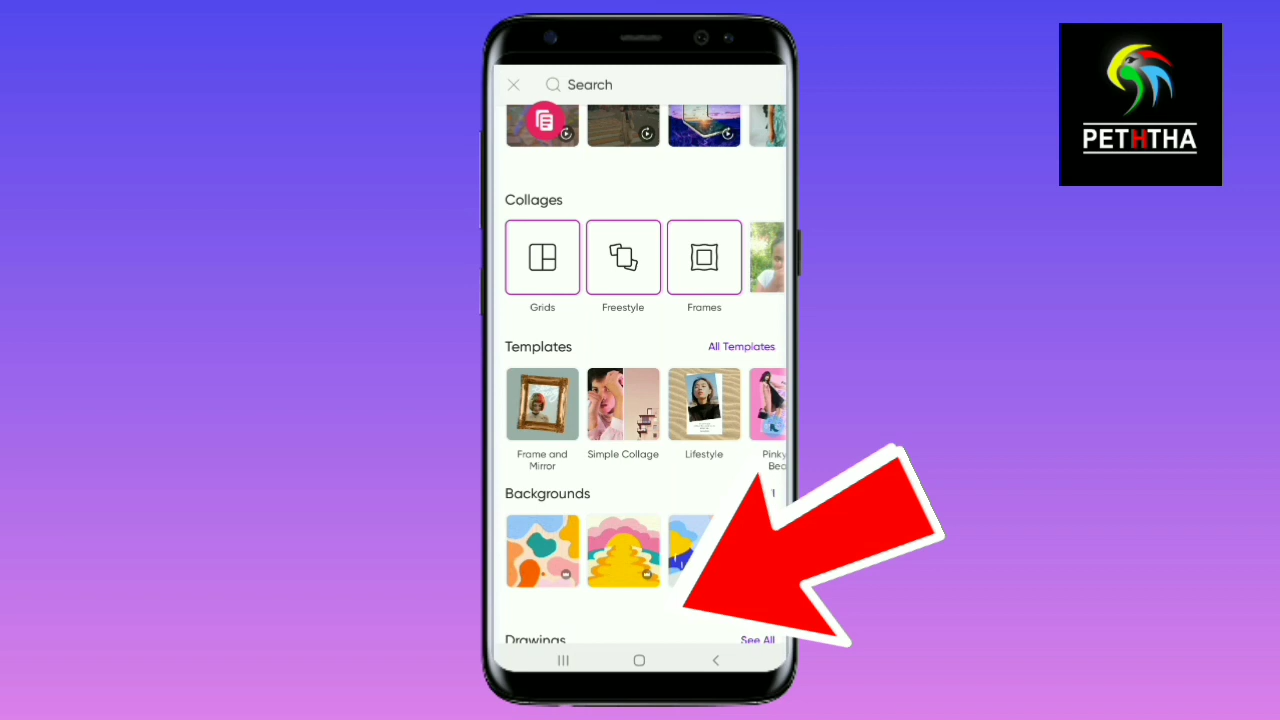 Search
PETHTHA
Collages
Grids Freestyle Frames
Templates All Templates
Frame and Mirror
Simple Collage
Lifestyle
Pinky
Backgrounds
Drawings See All